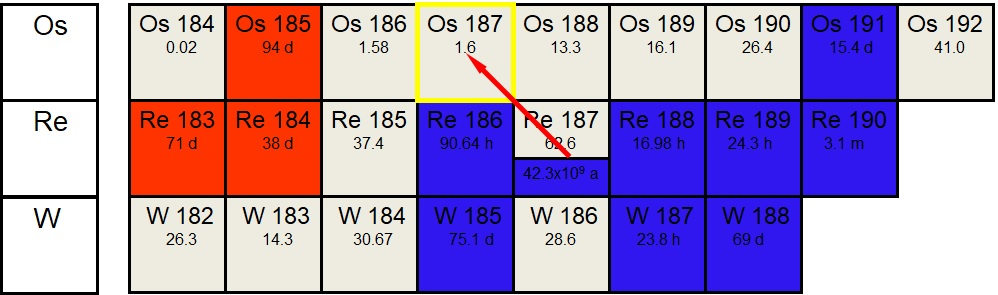 Os
Os 184
0.02
Os 185
94 d
Os 186
1.58
Os 187
1.6
Os 188
13.3
Os 189
16.1
Os 190
26.4
Os 191
15.4 d
Os 192
41.0
Re
Re 183
71 d
Re 184
38 d
Re 185
37.4
Re 186
90.64 h
Re 187
62.6
42.3x10⁹ a
Re 188
16.98 h
Re 189
24.3 h
Re 190
3.1 m
W
W 182
26.3
W 183
14.3
W 184
30.67
W 185
75.1 d
W 186
28.6
W 187
23.8 h
W 188
69 d